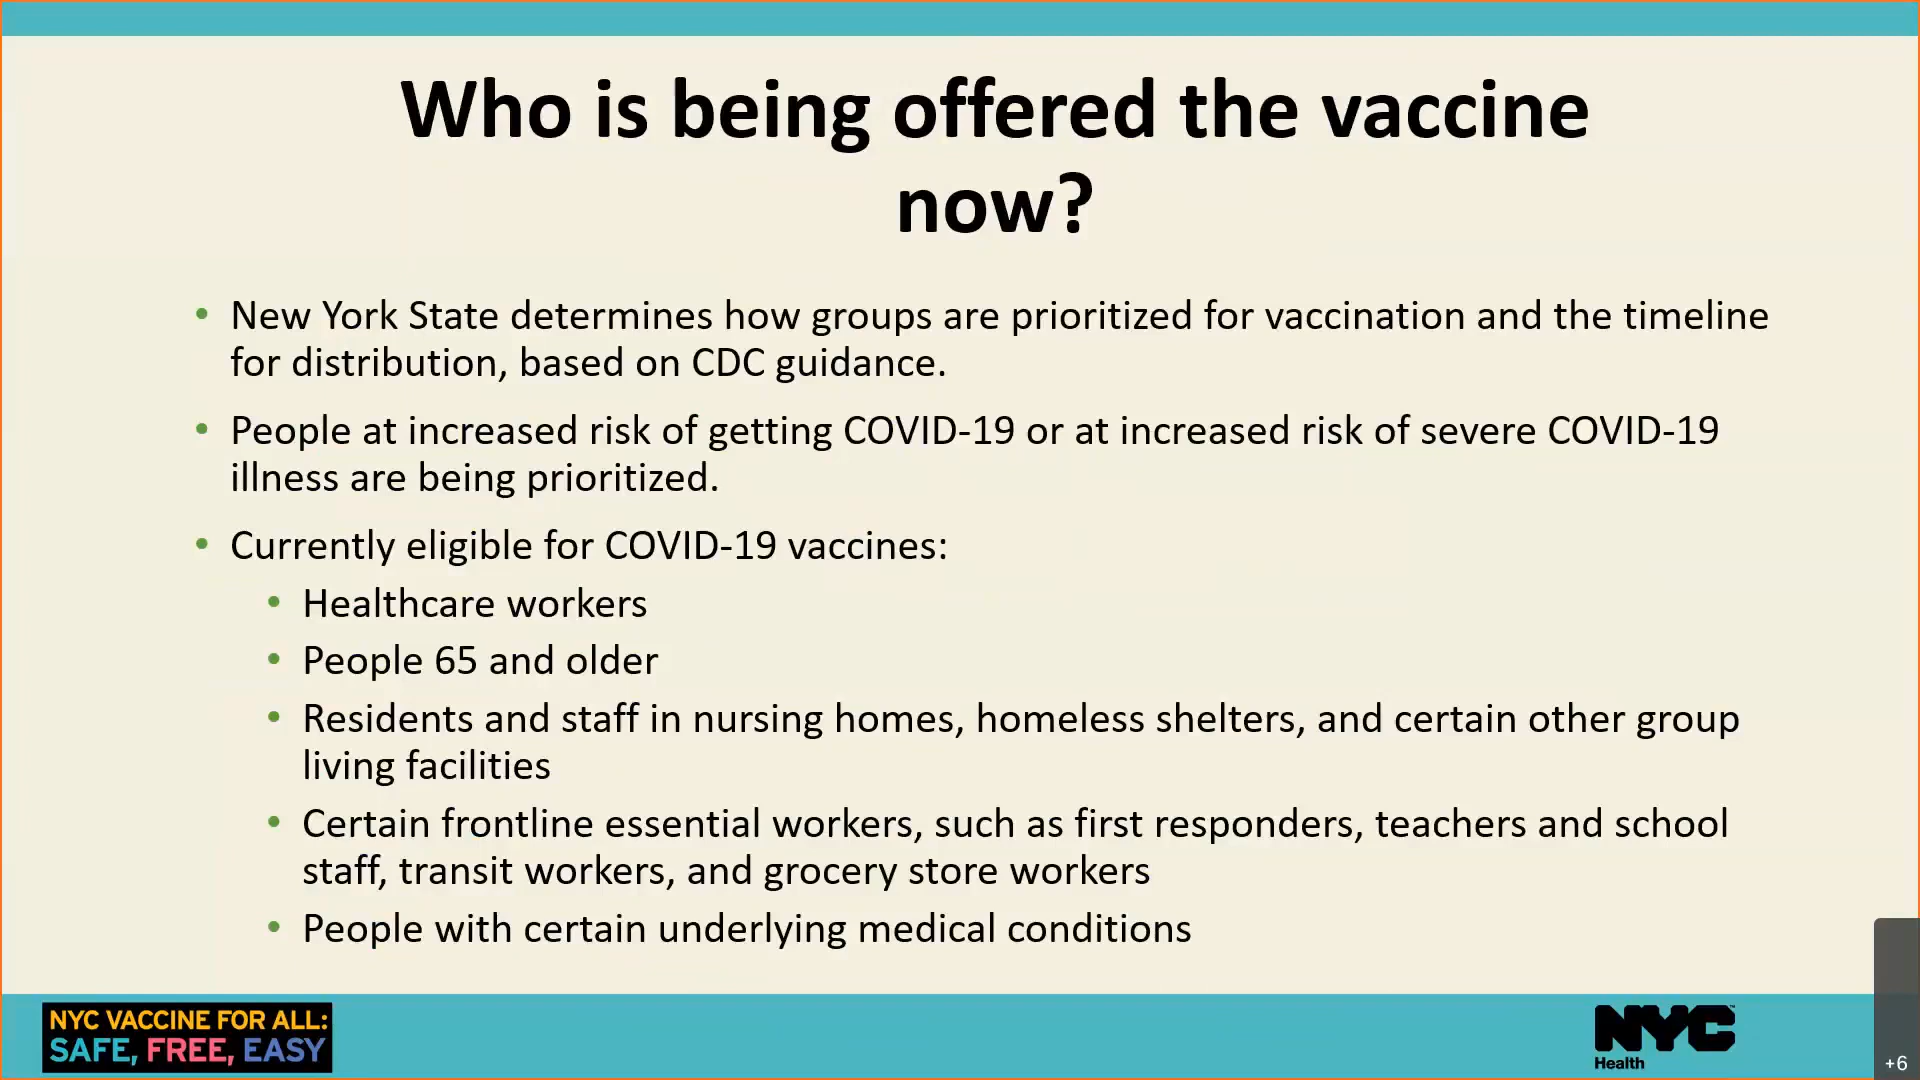 Who is being offered the vaccine
now?
• New York State determines how groups are prioritized for vaccination and the timeline
for distribution, based on CDC guidance.
• People at increased risk of getting COVID-19 or at increased risk of severe COVID-19
illness are being prioritized.
• Currently eligible for COVID-19 vaccines:
• Healthcare workers
• People 65 and older
• Residents and staff in nursing homes, homeless shelters, and certain other group
living facilities
• Certain frontline essential workers, such as first responders, teachers and school
staff, transit workers, and grocery store workers
• People with certain underlying medical conditions
NYC VACCINE FOR ALL:
SAFE, FREE, EASY
NYC
Health
+6